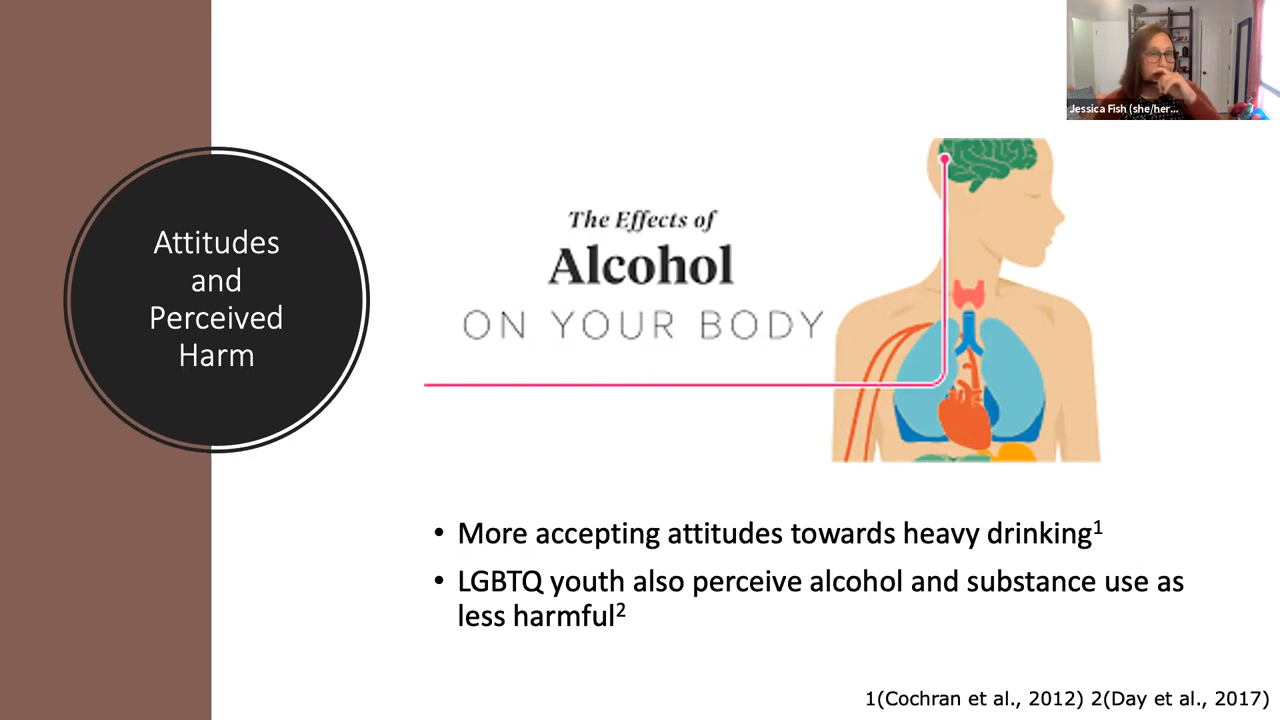 Jessica Fish (she/her...
Attitudes
and
Perceived
Harm
The Effects of
Alcohol
ON YOUR BODY
• More accepting attitudes towards heavy drinking1
• LGBTQ youth also perceive alcohol and substance use as
less harmful2
1(Cochran et al., 2012) 2(Day et al., 2017)